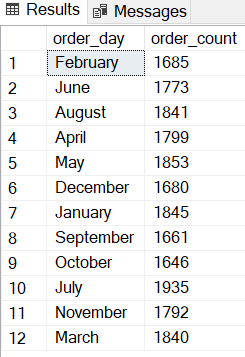 Results Messages
order_day order_count
1 February 1685
2 June 1773
3 August 1841
4 April 1799
5 May 1853
6 December 1680
7 January 1845
8 September 1661
9 October 1646
10 July 1935
11 November 1792
12 March 1840